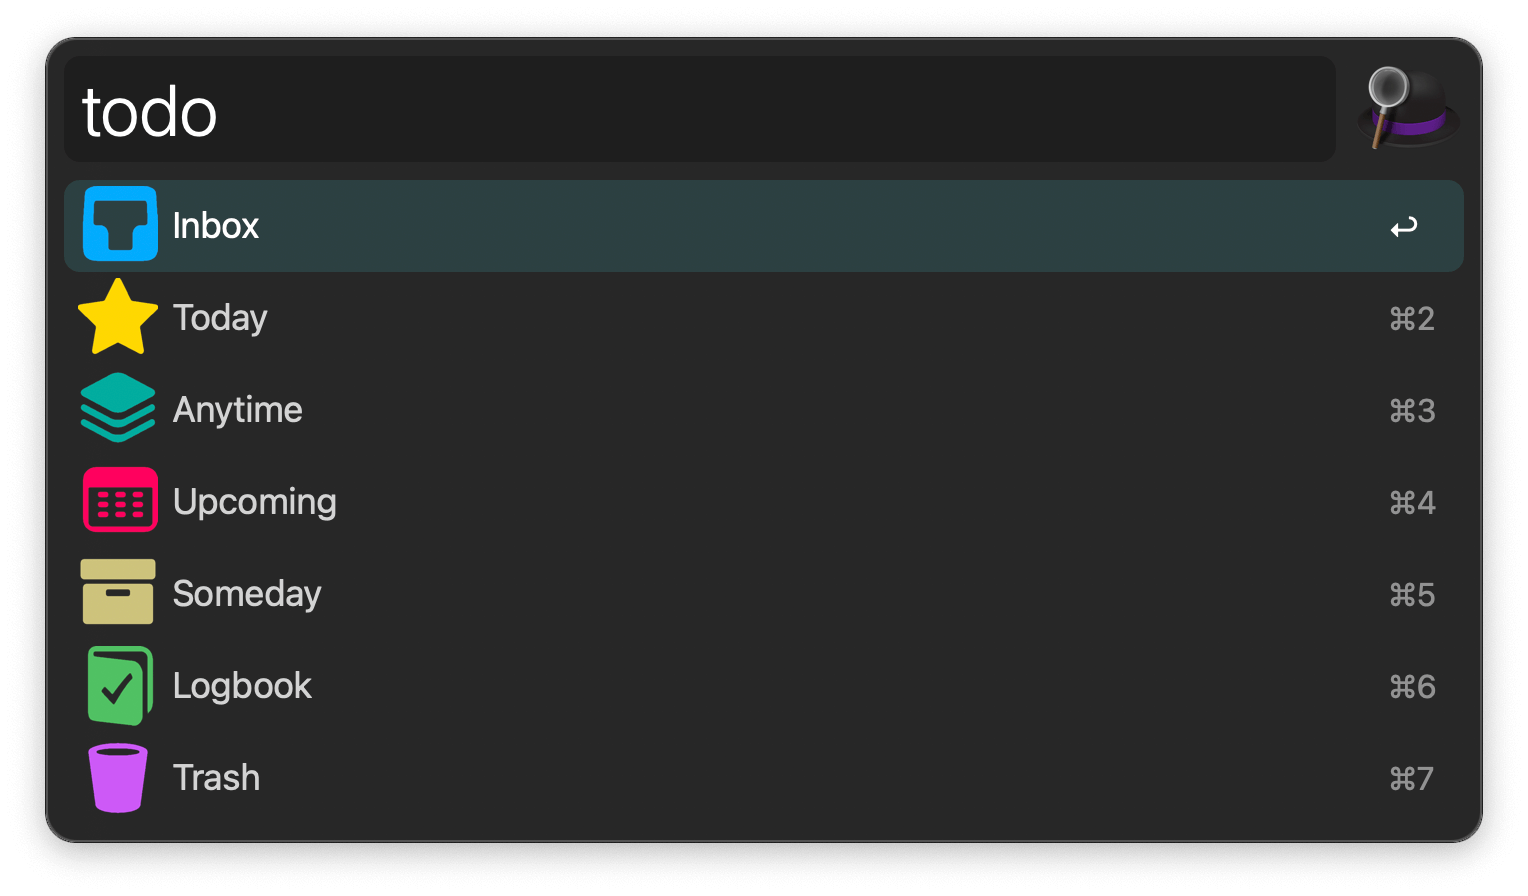 todo
Inbox ↩
Today ⌘2
Anytime ⌘3
Upcoming ⌘4
Someday ⌘5
Logbook ⌘6
Trash ⌘7